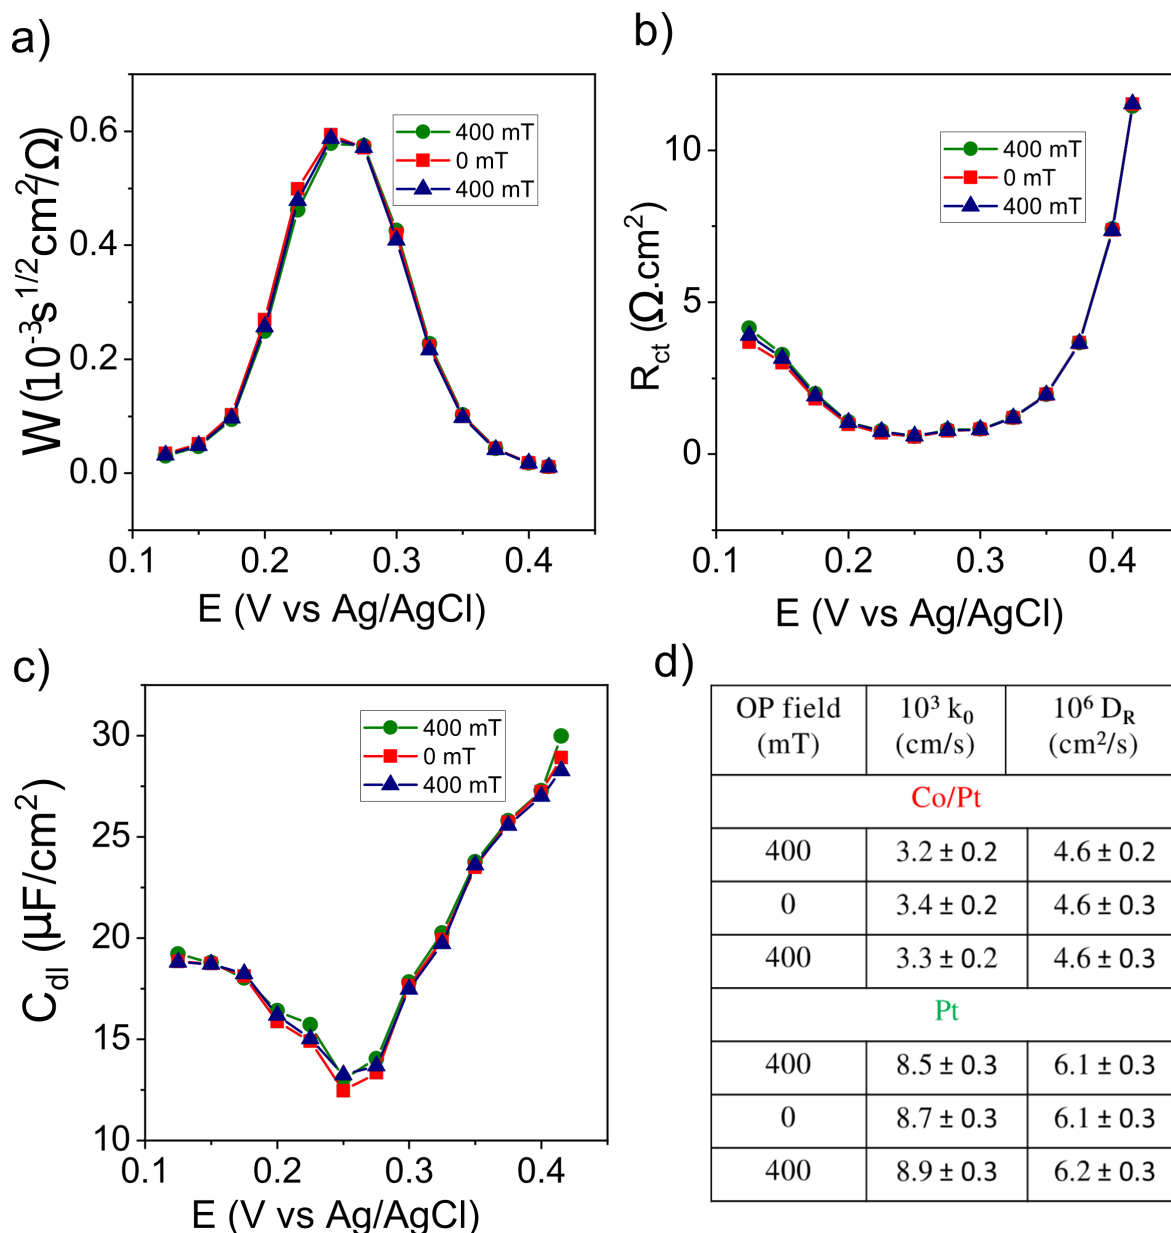 a)
0.6
0.4
0.2
0.0
W (10⁻³s^1/2cm²/Ω)
400 mT
0 mT
400 mT
0.1 0.2 0.3 0.4
E (V vs Ag/AgCl)
b)
10
5
0
R_ct (Ω.cm²)
400 mT
0 mT
400 mT
0.1 0.2 0.3 0.4
E (V vs Ag/AgCl)
c)
30
25
20
15
10
C_dl (µF/cm²)
400 mT
0 mT
400 mT
0.1 0.2 0.3 0.4
E (V vs Ag/AgCl)
d)
OP field (mT) 10³ k₀ (cm/s) 10⁶ D_R (cm²/s)
Co/Pt
400 3.2 ± 0.2 4.6 ± 0.2
0 3.4 ± 0.2 4.6 ± 0.3
400 3.3 ± 0.2 4.6 ± 0.3
Pt
400 8.5 ± 0.3 6.1 ± 0.3
0 8.7 ± 0.3 6.1 ± 0.3
400 8.9 ± 0.3 6.2 ± 0.3